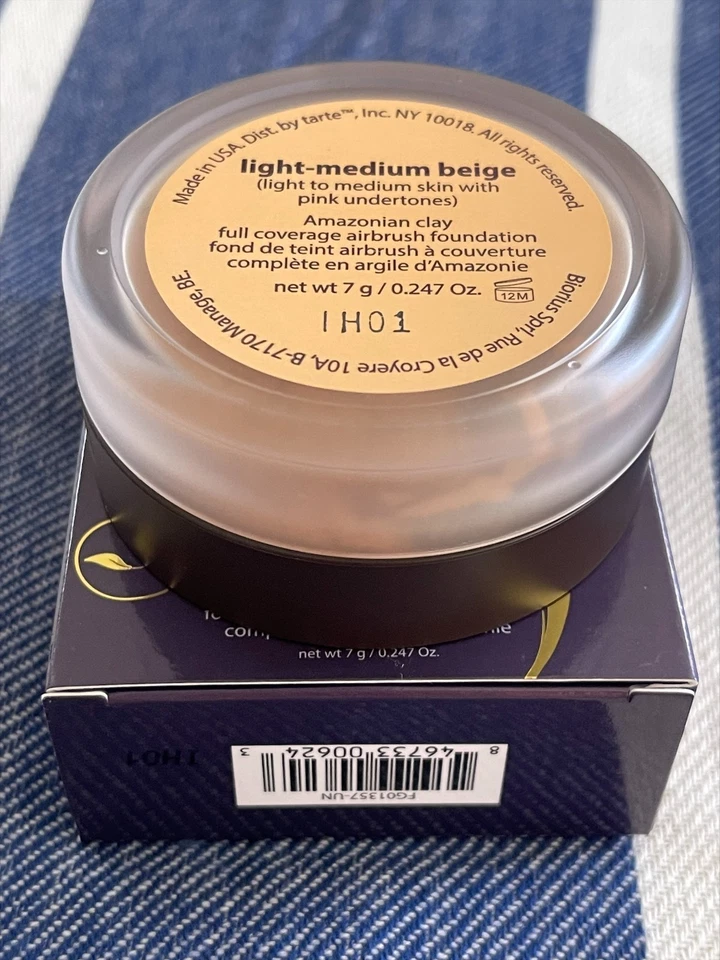 Made in USA. Dist. by tarte™, Inc. NY 10018. All rights reserved.
light-medium beige
(light to medium skin with
pink undertones)
Amazonian clay
full coverage airbrush foundation
fond de teint airbrush à couverture
complète en argile d'Amazonie
net wt 7 g / 0.247 Oz.
12M
IH01
Biorius Sprl, Rue de la Croyere 10A, B-7170 Manage, BE.
net wt 7 g / 0.247 Oz.
IH01
8 46733 00624 3
FG01357-UN